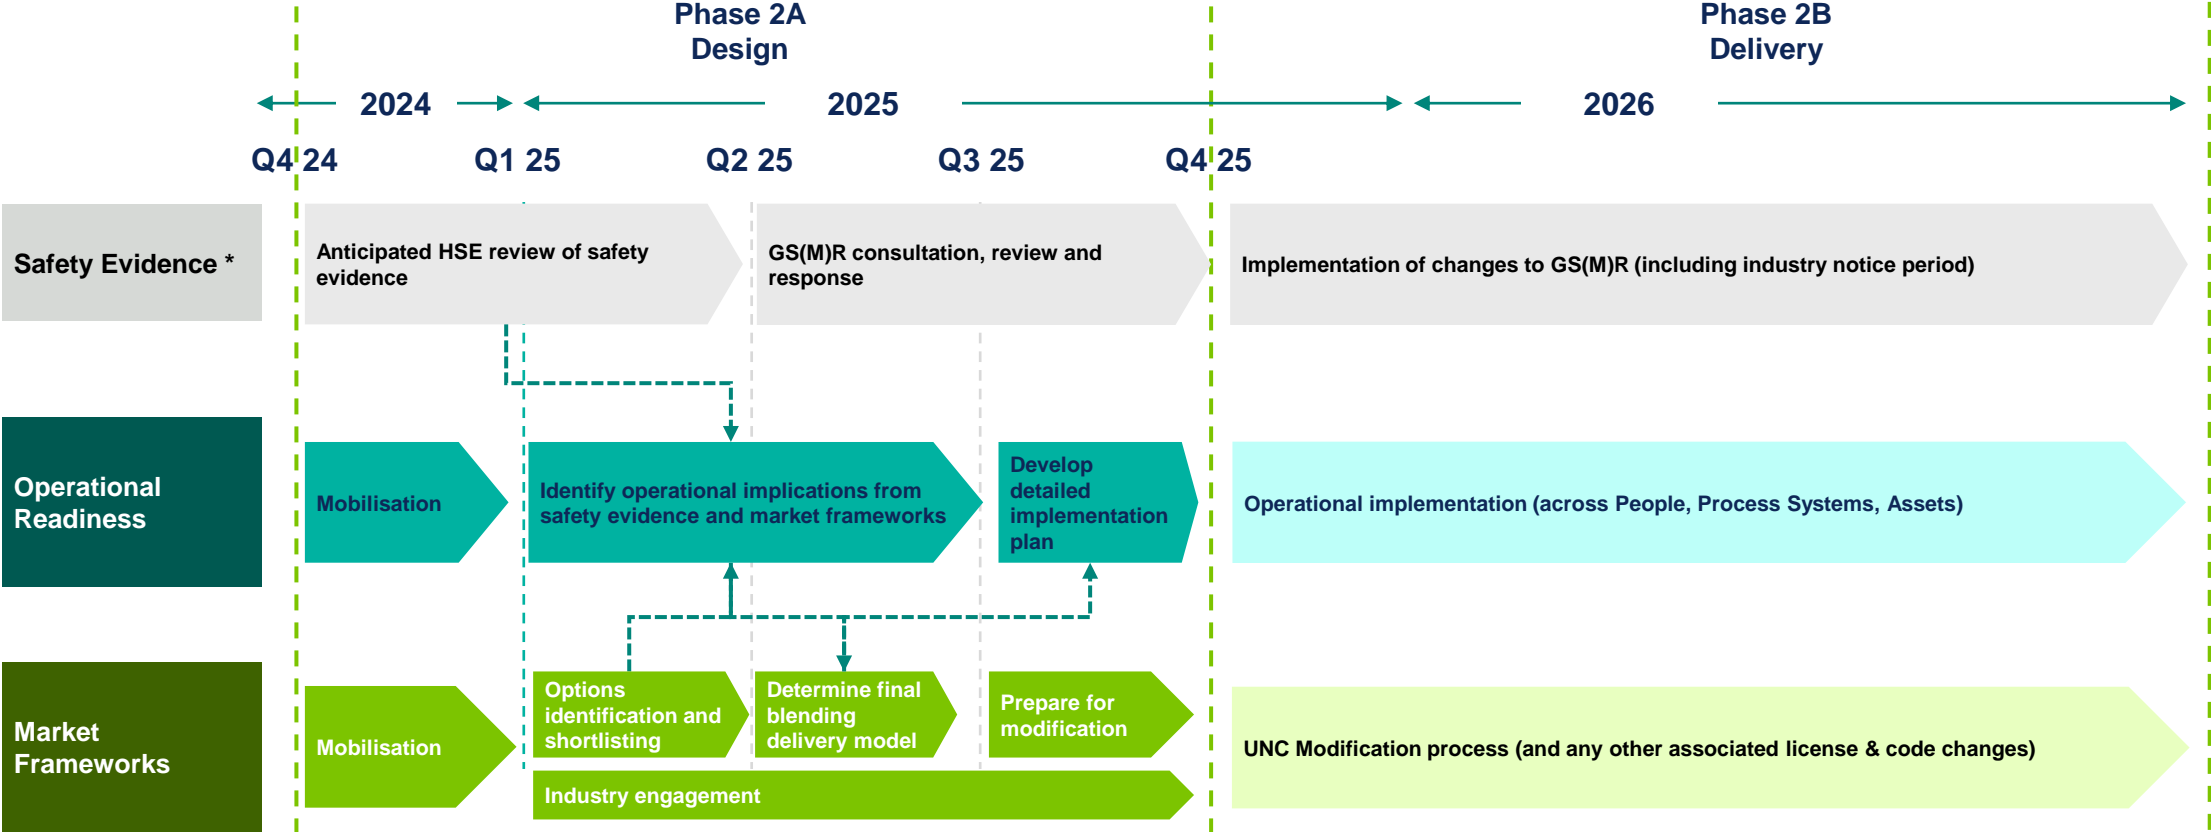 Phase 2A
Design
Phase 2B
Delivery
2024
2025
2026
Q4 24
Q1 25
Q2 25
Q3 25
Q4 25
Safety Evidence *
Anticipated HSE review of safety
evidence
GS(M)R consultation, review and
response
Implementation of changes to GS(M)R (including industry notice period)
Operational
Readiness
Mobilisation
Identify operational implications from
safety evidence and market frameworks
Develop
detailed
implementation
plan
Operational implementation (across People, Process Systems, Assets)
Market
Frameworks
Mobilisation
Options
identification and
shortlisting
Determine final
blending
delivery model
Prepare for
modification
UNC Modification process (and any other associated license & code changes)
Industry engagement